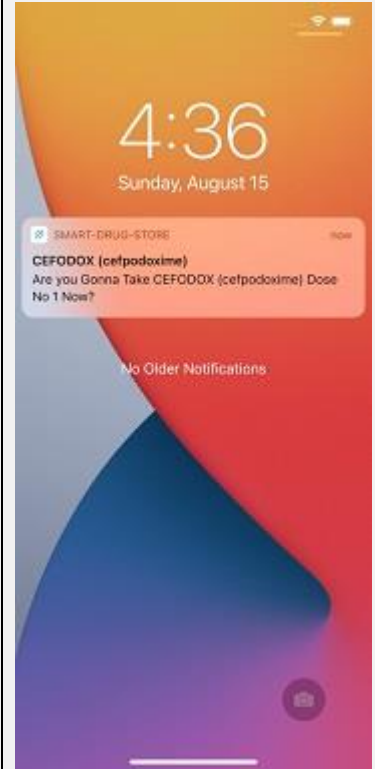 4:36
Sunday, August 15
SMART-DRUG-STORE now
CEFODOX (cefpodoxime)
Are you Gonna Take CEFODOX (cefpodoxime) Dose
No 1 Now?
No Older Notifications